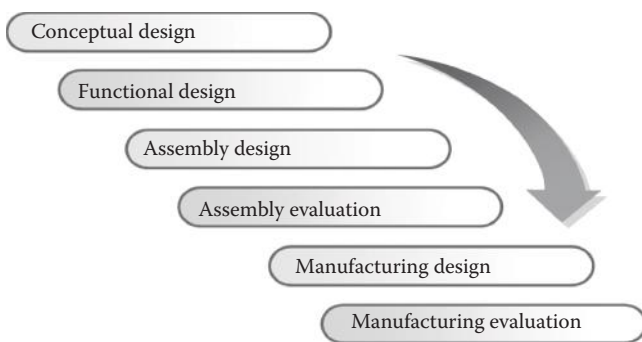 Conceptual design
Functional design
Assembly design
Assembly evaluation
Manufacturing design
Manufacturing evaluation